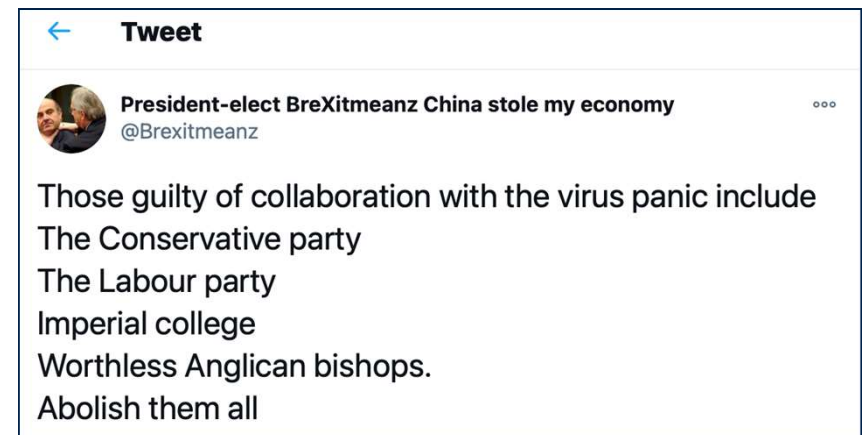 Tweet
President-elect BreXitmeanz China stole my economy
@Brexitmeanz
Those guilty of collaboration with the virus panic include
The Conservative party
The Labour party
Imperial college
Worthless Anglican bishops.
Abolish them all